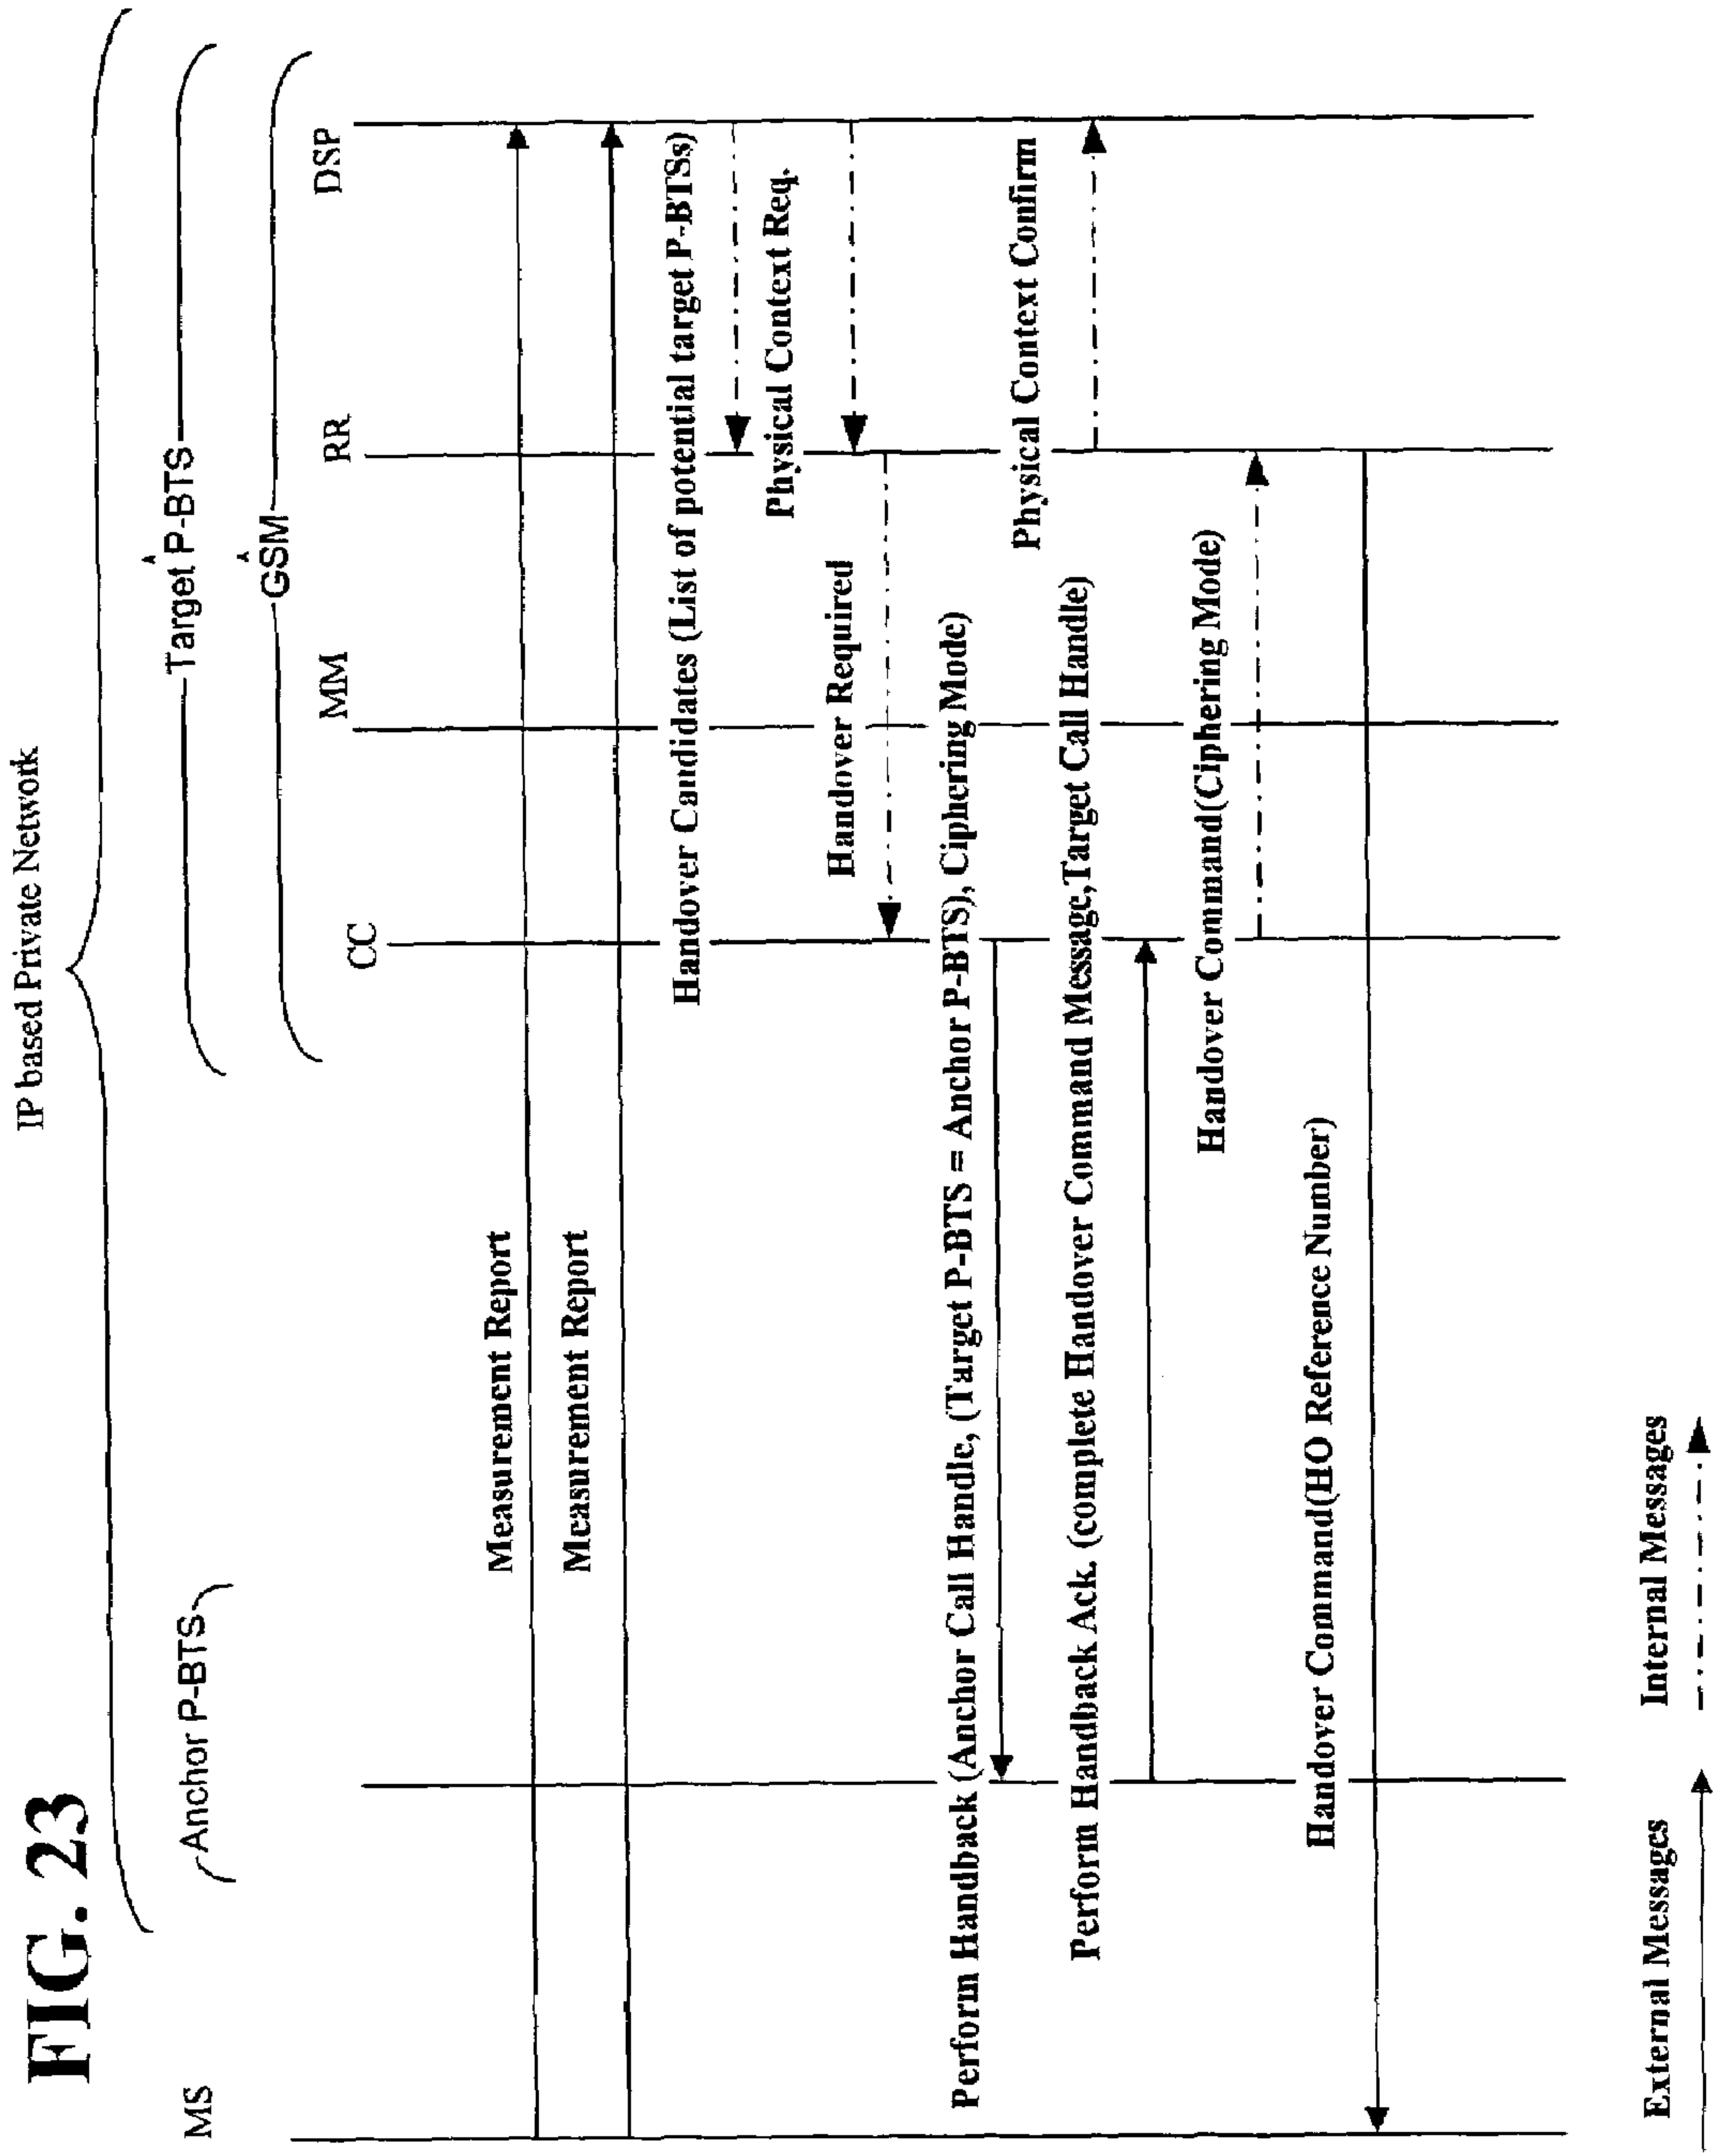 FIG. 23
IP based Private Network
MS
Anchor P-BTS
Target P-BTS
GSM
CC
MM
RR
DSP
Measurement Report
Measurement Report
Handover Candidates (List of potential target P-BTSs)
Physical Context Req.
Handover Required
Perform Handback (Anchor Call Handle, (Target P-BTS = Anchor P-BTS), Ciphering Mode)
Physical Context Confirm
Perform Handback Ack. (complete Handover Command Message,Target Call Handle)
Handover Command(Ciphering Mode)
Handover Command(HO Reference Number)
External Messages
Internal Messages